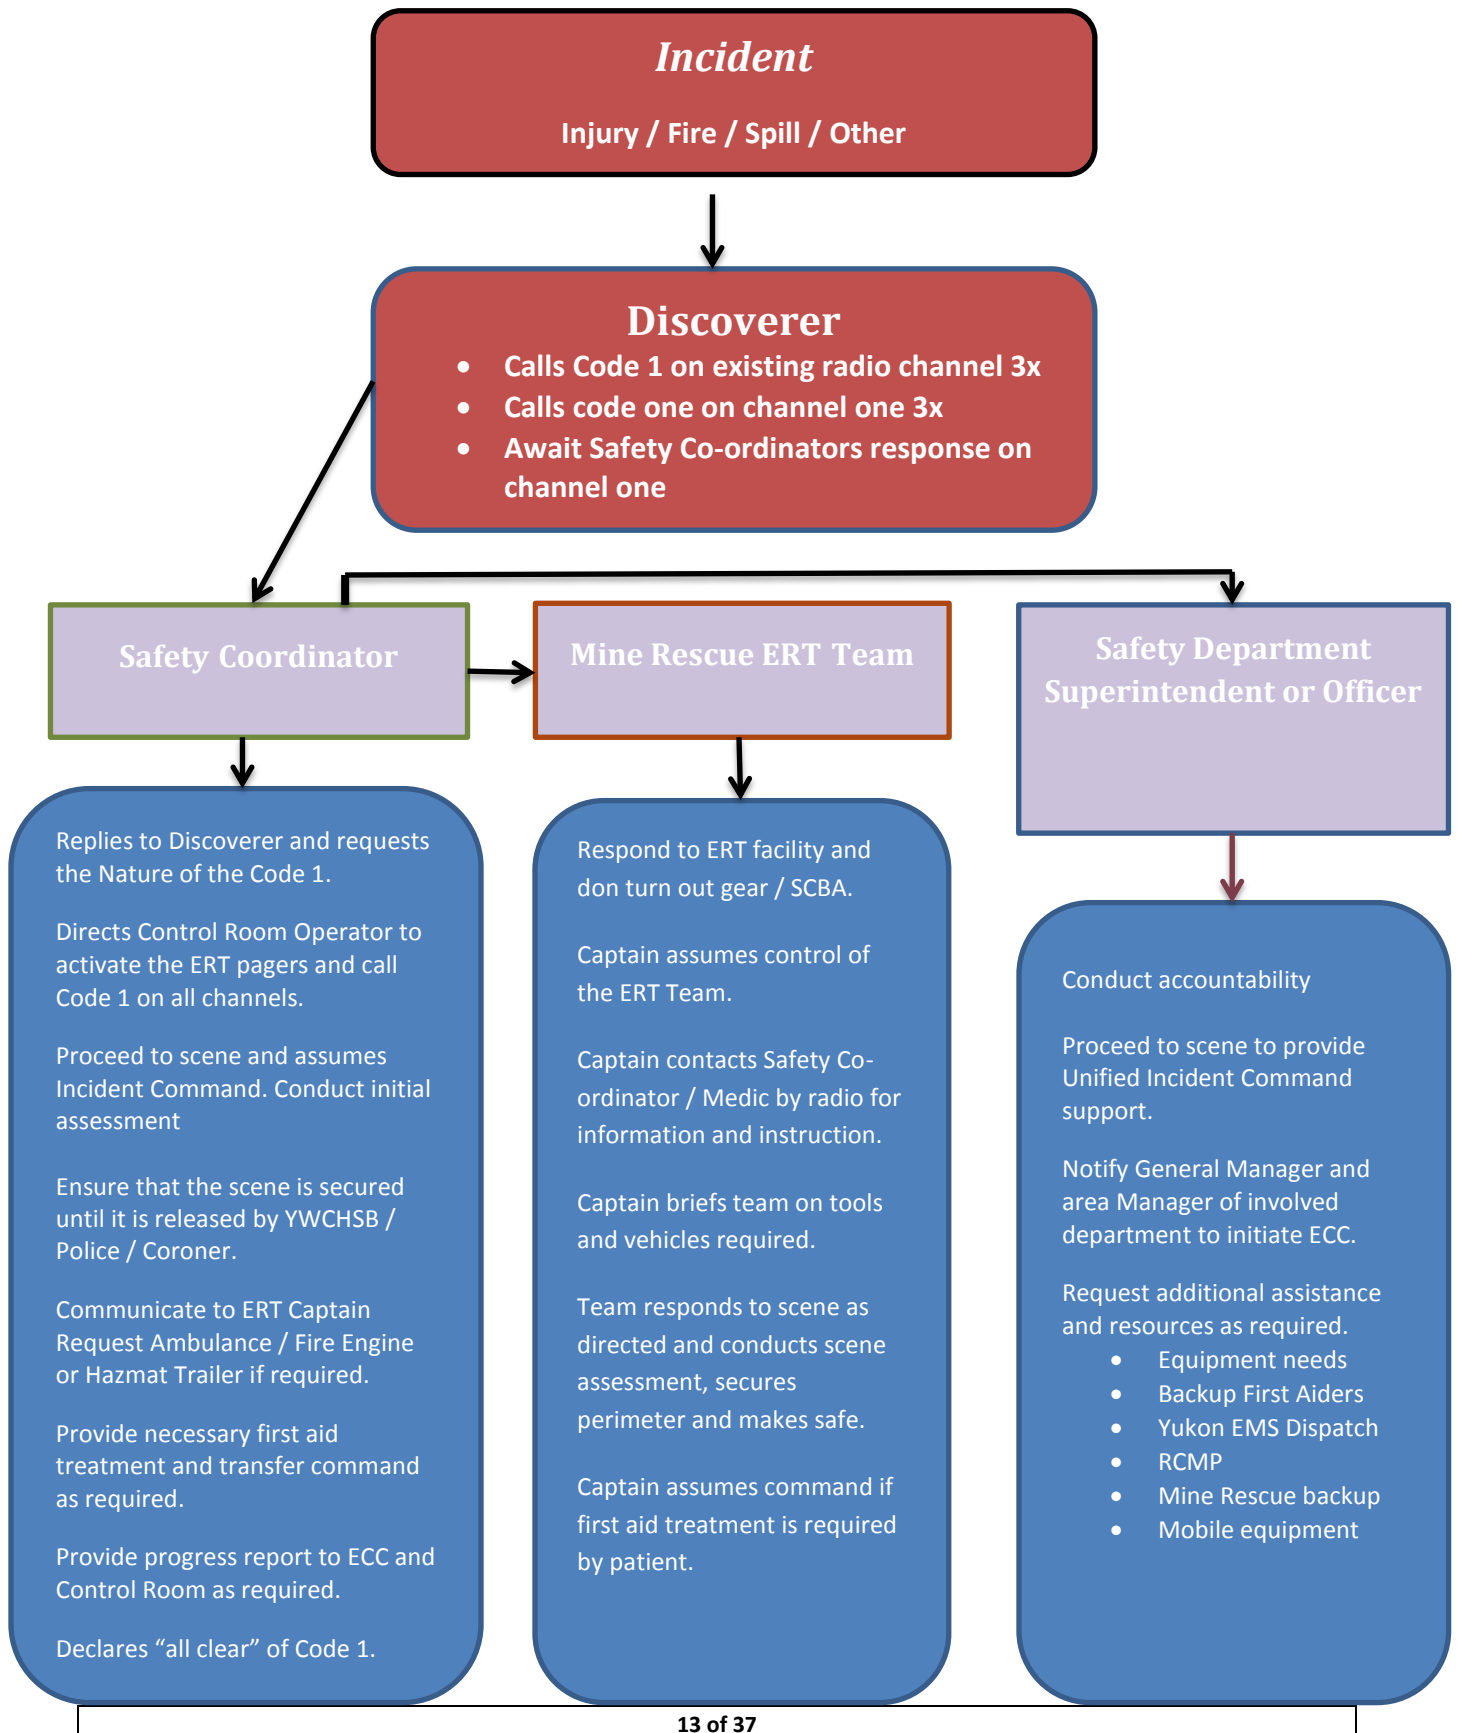 Incident
Injury / Fire / Spill / Other
Discoverer
• Calls Code 1 on existing radio channel 3x
• Calls code one on channel one 3x
• Await Safety Co-ordinators response on
channel one
Safety Coordinator
Mine Rescue ERT Team
Safety Department
Superintendent or Officer
Replies to Discoverer and requests
the Nature of the Code 1.
Directs Control Room Operator to
activate the ERT pagers and call
Code 1 on all channels.
Proceed to scene and assumes
Incident Command. Conduct initial
assessment
Ensure that the scene is secured
until it is released by YWCHSB /
Police / Coroner.
Communicate to ERT Captain
Request Ambulance / Fire Engine
or Hazmat Trailer if required.
Provide necessary first aid
treatment and transfer command
as required.
Provide progress report to ECC and
Control Room as required.
Declares “all clear” of Code 1.
Respond to ERT facility and
don turn out gear / SCBA.
Captain assumes control of
the ERT Team.
Captain contacts Safety Co-
ordinator / Medic by radio for
information and instruction.
Captain briefs team on tools
and vehicles required.
Team responds to scene as
directed and conducts scene
assessment, secures
perimeter and makes safe.
Captain assumes command if
first aid treatment is required
by patient.
Conduct accountability
Proceed to scene to provide
Unified Incident Command
support.
Notify General Manager and
area Manager of involved
department to initiate ECC.
Request additional assistance
and resources as required.
• Equipment needs
• Backup First Aiders
• Yukon EMS Dispatch
• RCMP
• Mine Rescue backup
• Mobile equipment
13 of 37